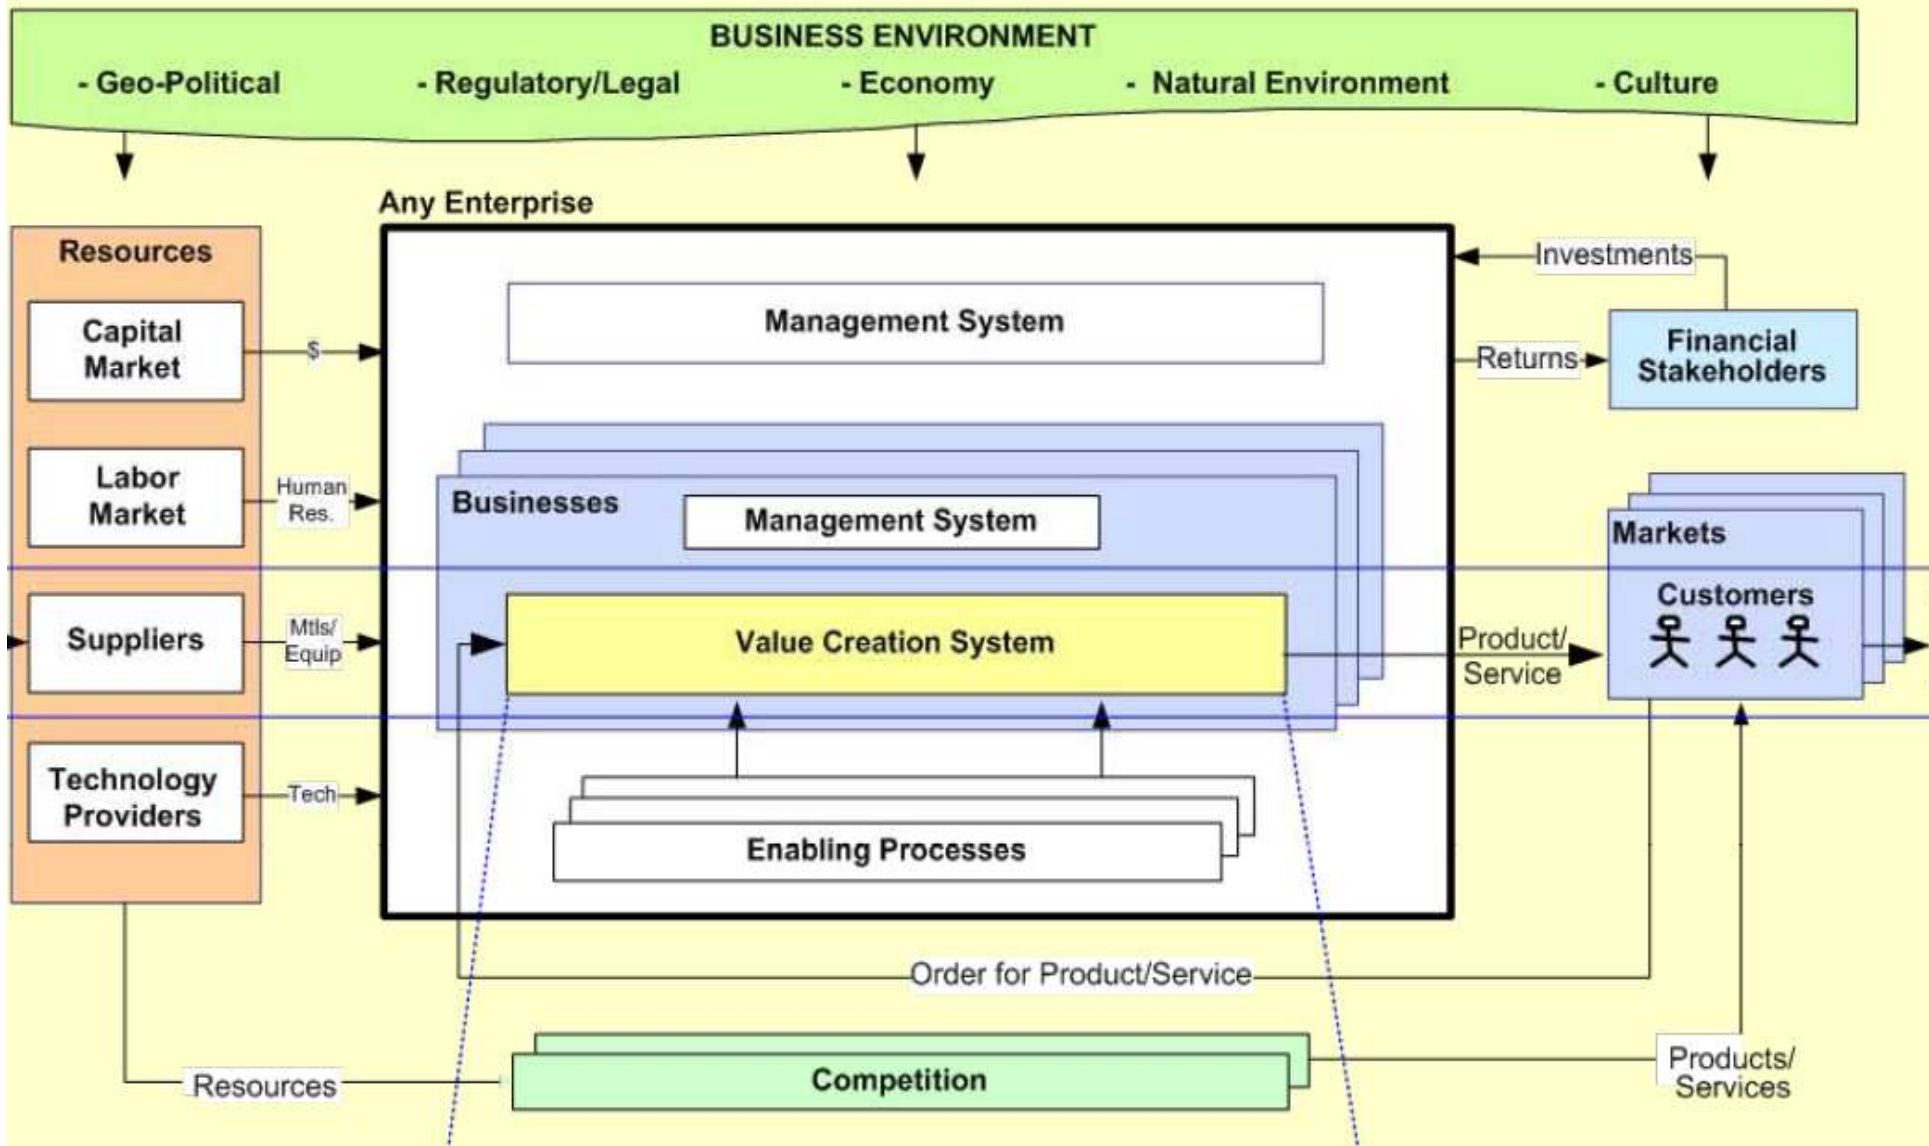 BUSINESS ENVIRONMENT
- Geo-Political
- Regulatory/Legal
- Economy
- Natural Environment
- Culture
Any Enterprise
Resources
Capital
Market
$
Labor
Market
Human
Res.
Suppliers
Mtls/
Equip
Technology
Providers
Tech
Management System
Businesses
Management System
Value Creation System
Enabling Processes
Investments
Returns
Financial
Stakeholders
Product/
Service
Markets
Customers
Order for Product/Service
Resources
Competition
Products/
Services